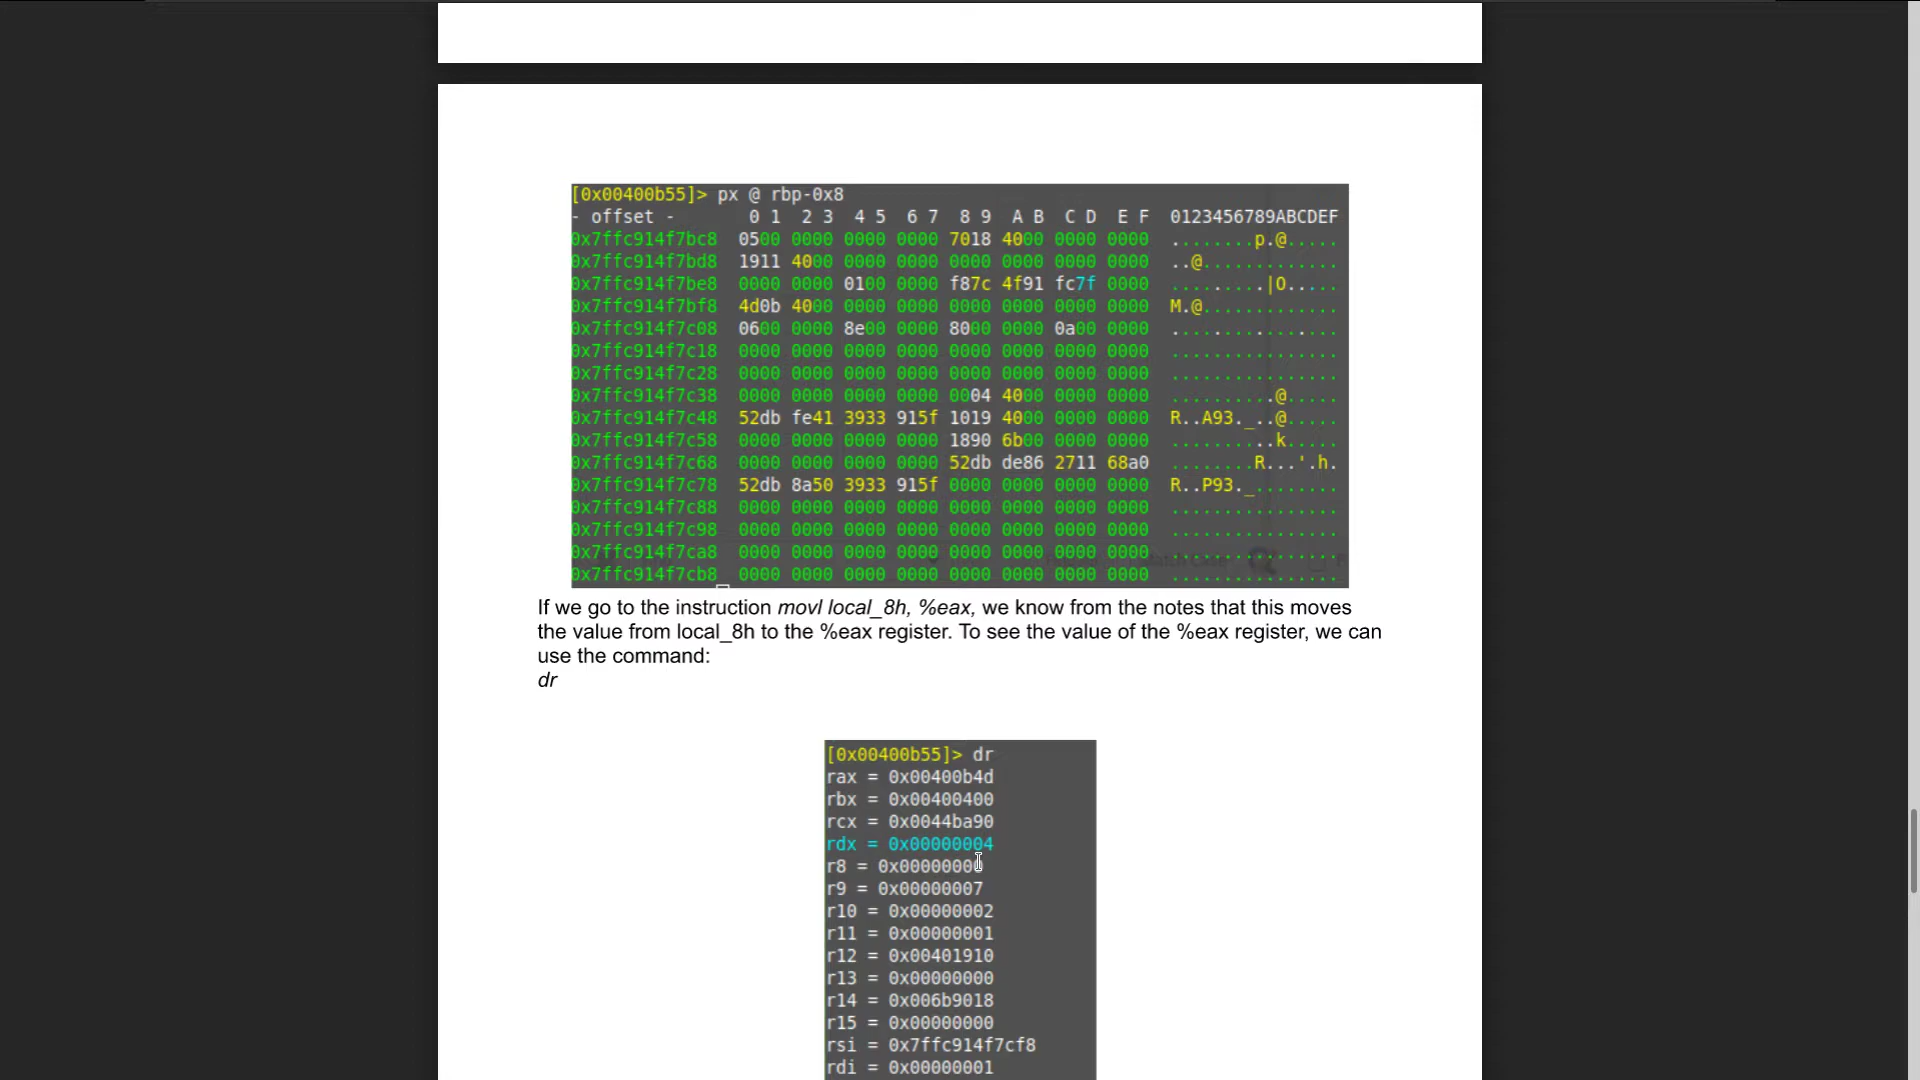 [0x00400b55]> px @ rbp-0x8
- offset -   0 1  2 3  4 5  6 7  8 9  A B  C D  E F  0123456789ABCDEF
0x7ffc914f7bc8  0500 0000 0000 0000 7018 4000 0000 0000  ........p.@.....
0x7ffc914f7bd8  1911 4000 0000 0000 0000 0000 0000 0000  ..@.............
0x7ffc914f7be8  0000 0000 0100 0000 f87c 4f91 fc7f 0000  .........|O.....
0x7ffc914f7bf8  4d0b 4000 0000 0000 0000 0000 0000 0000  M.@.............
0x7ffc914f7c08  0600 0000 8e00 0000 8000 0000 0a00 0000  ................
0x7ffc914f7c18  0000 0000 0000 0000 0000 0000 0000 0000  ................
0x7ffc914f7c28  0000 0000 0000 0000 0000 0000 0000 0000  ................
0x7ffc914f7c38  0000 0000 0000 0000 0004 4000 0000 0000  ..........@.....
0x7ffc914f7c48  52db fe41 3933 915f 1019 4000 0000 0000  R..A93._..@.....
0x7ffc914f7c58  0000 0000 0000 0000 1890 6b00 0000 0000  ..........k.....
0x7ffc914f7c68  0000 0000 0000 0000 52db de86 2711 68a0  ........R...'.h.
0x7ffc914f7c78  52db 8a50 3933 915f 0000 0000 0000 0000  R..P93._........
0x7ffc914f7c88  0000 0000 0000 0000 0000 0000 0000 0000  ................
0x7ffc914f7c98  0000 0000 0000 0000 0000 0000 0000 0000  ................
0x7ffc914f7ca8  0000 0000 0000 0000 0000 0000 0000 0000  ................
0x7ffc914f7cb8  0000 0000 0000 0000 0000 0000 0000 0000  ................
If we go to the instruction movl local_8h, %eax, we know from the notes that this moves
the value from local_8h to the %eax register. To see the value of the %eax register, we can
use the command:
dr
[0x00400b55]> dr
rax = 0x00400b4d
rbx = 0x00400400
rcx = 0x0044ba90
rdx = 0x00000004
r8 = 0x00000000
r9 = 0x00000007
r10 = 0x00000002
r11 = 0x00000001
r12 = 0x00401910
r13 = 0x00000000
r14 = 0x006b9018
r15 = 0x00000000
rsi = 0x7ffc914f7cf8
rdi = 0x00000001